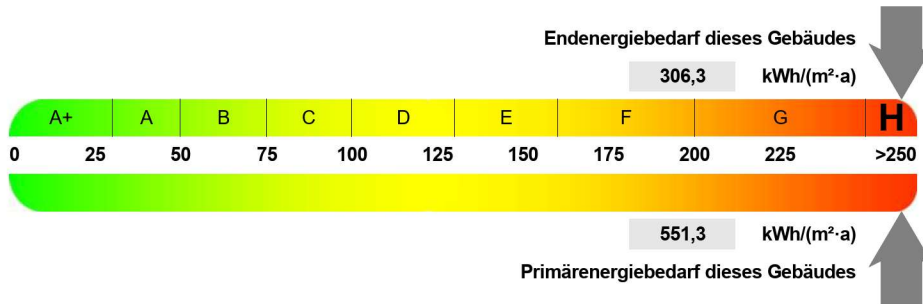 Endenergiebedarf dieses Gebäudes
306,3 kWh/(m²·a)
A+ A B C D E F G H
0 25 50 75 100 125 150 175 200 225 >250
551,3 kWh/(m²·a)
Primärenergiebedarf dieses Gebäudes